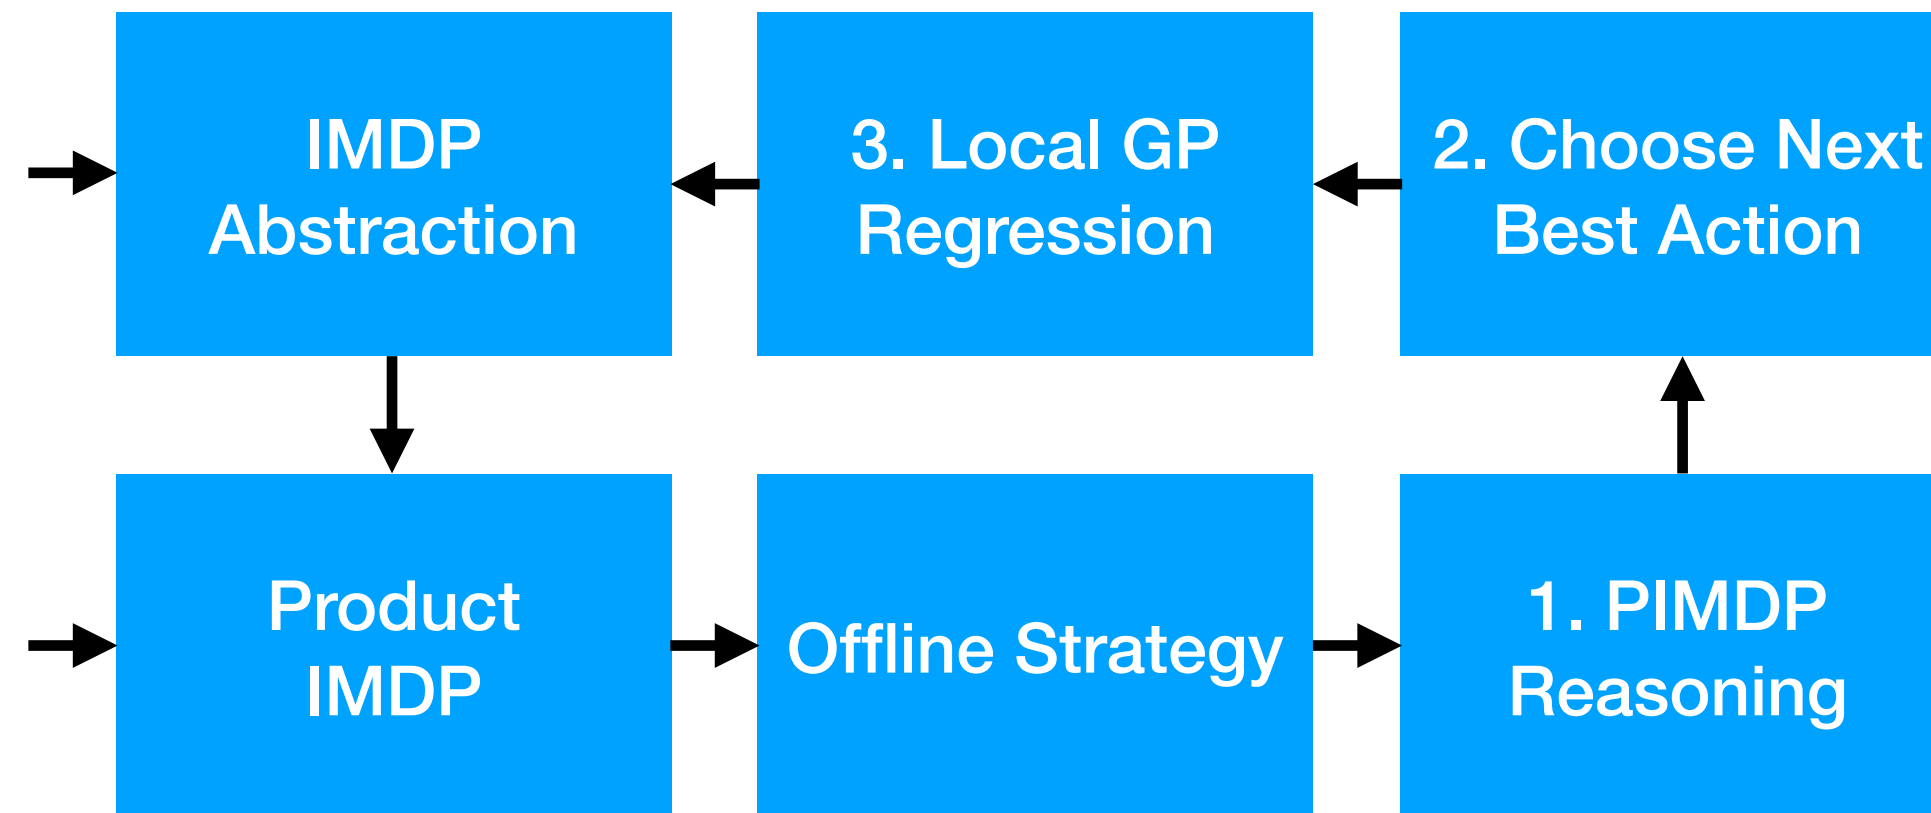 IMDP
Abstraction
3. Local GP
Regression
2. Choose Next
Best Action
Product
IMDP
Offline Strategy
1. PIMDP
Reasoning